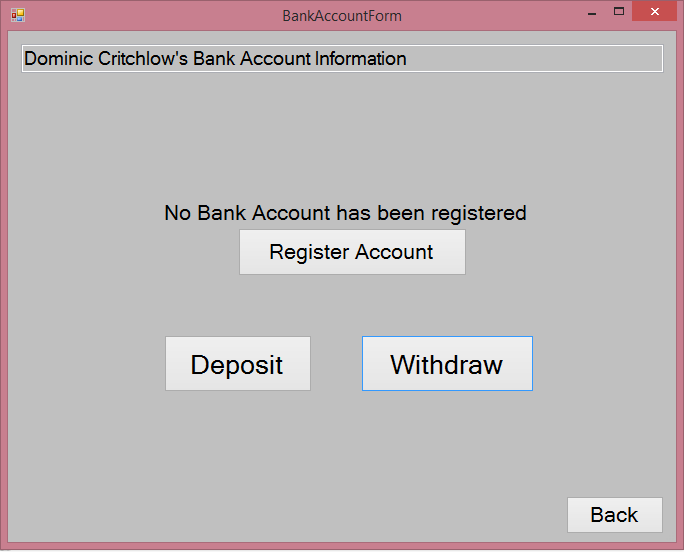 BankAccountForm
Dominic Critchlow's Bank Account Information
No Bank Account has been registered
Register Account
Deposit Withdraw
Back